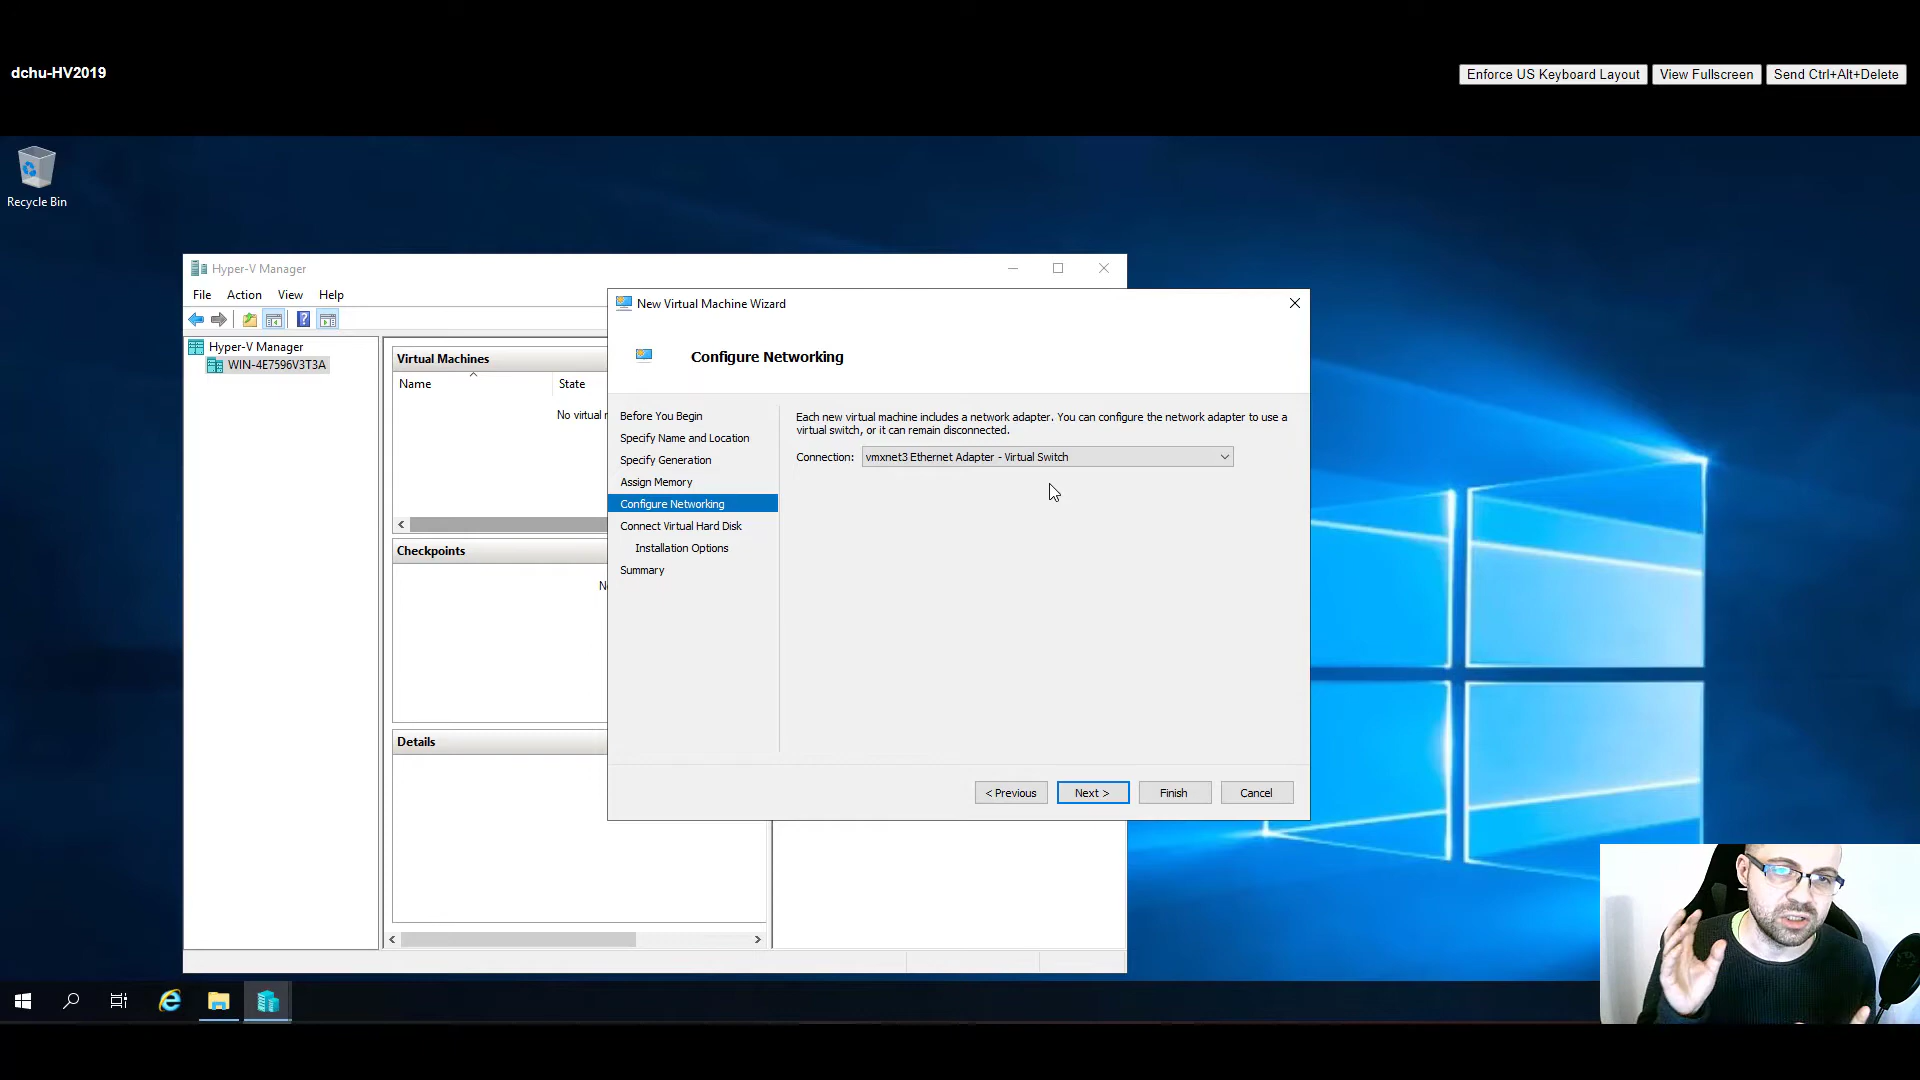 dchu-HV2019
Enforce US Keyboard Layout
View Fullscreen
Send Ctrl+Alt+Delete
Recycle Bin
Hyper-V Manager
File
Action
View
Help
Hyper-V Manager
WIN-4E7596V3T3A
Virtual Machines
Name
State
No virtual
Checkpoints
Details
New Virtual Machine Wizard
Configure Networking
Before You Begin
Specify Name and Location
Specify Generation
Assign Memory
Configure Networking
Connect Virtual Hard Disk
Installation Options
Summary
Each new virtual machine includes a network adapter. You can configure the network adapter to use a
virtual switch, or it can remain disconnected.
Connection:
vmxnet3 Ethernet Adapter - Virtual Switch
< Previous
Next >
Finish
Cancel